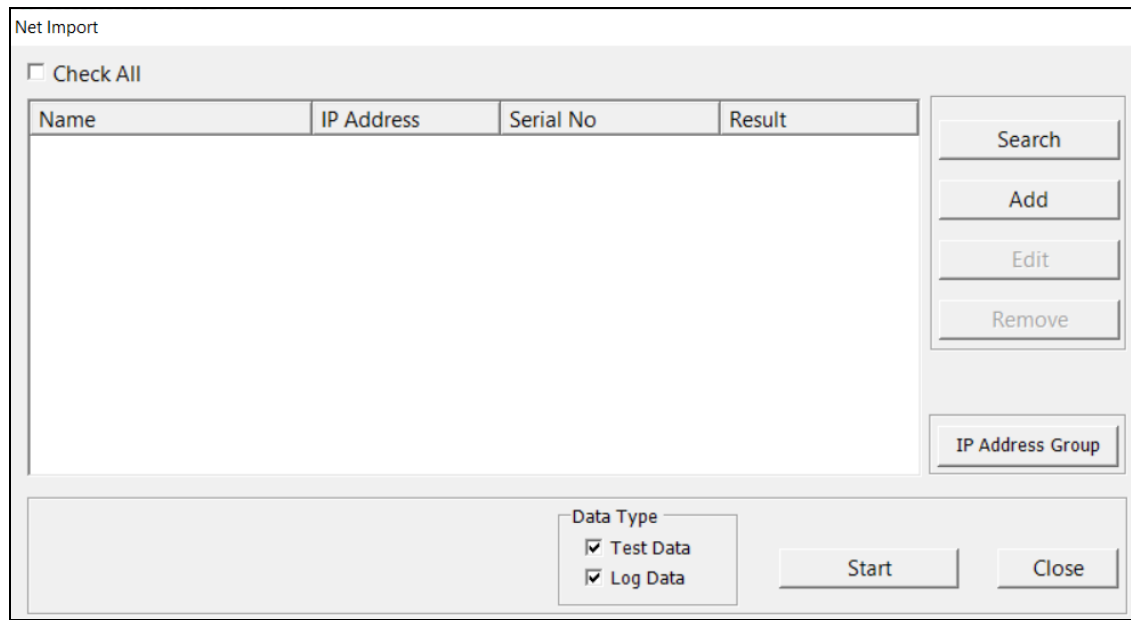 Net Import
Check All
Name IP Address Serial No Result
Search
Add
Edit
Remove
IP Address Group
Data Type
Test Data
Log Data
Start Close